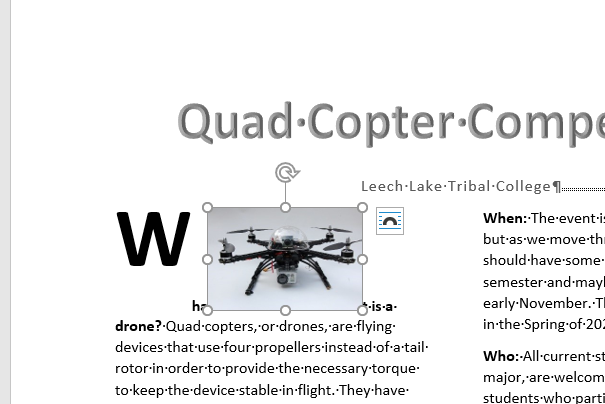 Quad Copter Compe
Leech Lake Tribal College¶
W
ha t is a
drone? Quad copters, or drones, are flying
devices that use four propellers instead of a tail
rotor in order to provide the necessary torque
to keep the device stable in flight. They have
When: The event is
but as we move th
should have some
semester and mayb
early November. T
in the Spring of 202
Who: All current st
major, are welcom
students who parti